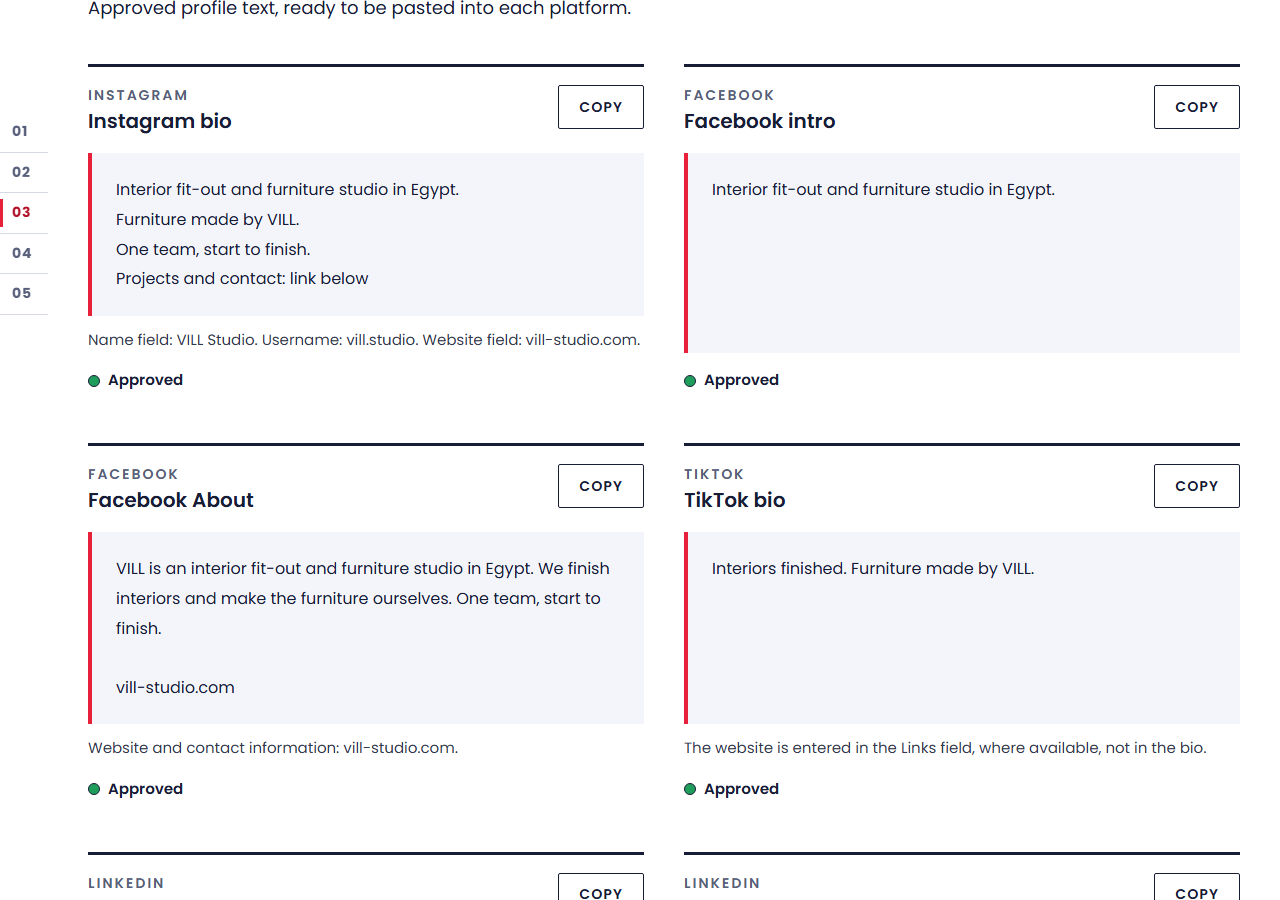 Approved profile text, ready to be pasted into each platform.
01
02
03
04
05
INSTAGRAM
Instagram bio
COPY
Interior fit-out and furniture studio in Egypt.
Furniture made by VILL.
One team, start to finish.
Projects and contact: link below
Name field: VILL Studio. Username: vill.studio. Website field: vill-studio.com.
Approved
FACEBOOK
Facebook intro
COPY
Interior fit-out and furniture studio in Egypt.
Approved
FACEBOOK
Facebook About
COPY
VILL is an interior fit-out and furniture studio in Egypt. We finish
interiors and make the furniture ourselves. One team, start to
finish.
vill-studio.com
Website and contact information: vill-studio.com.
Approved
TIKTOK
TikTok bio
COPY
Interiors finished. Furniture made by VILL.
The website is entered in the Links field, where available, not in the bio.
Approved
LINKEDIN
COPY
LINKEDIN
COPY